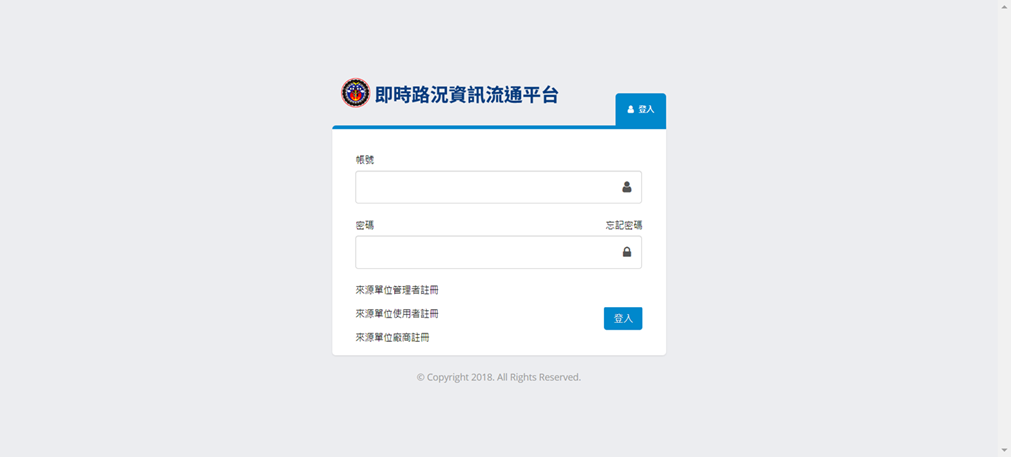 即時路況資訊流通平台
登入
帳號
密碼 忘記密碼
來源單位管理者註冊
來源單位使用者註冊
登入
來源單位廠商註冊
© Copyright 2018. All Rights Reserved.